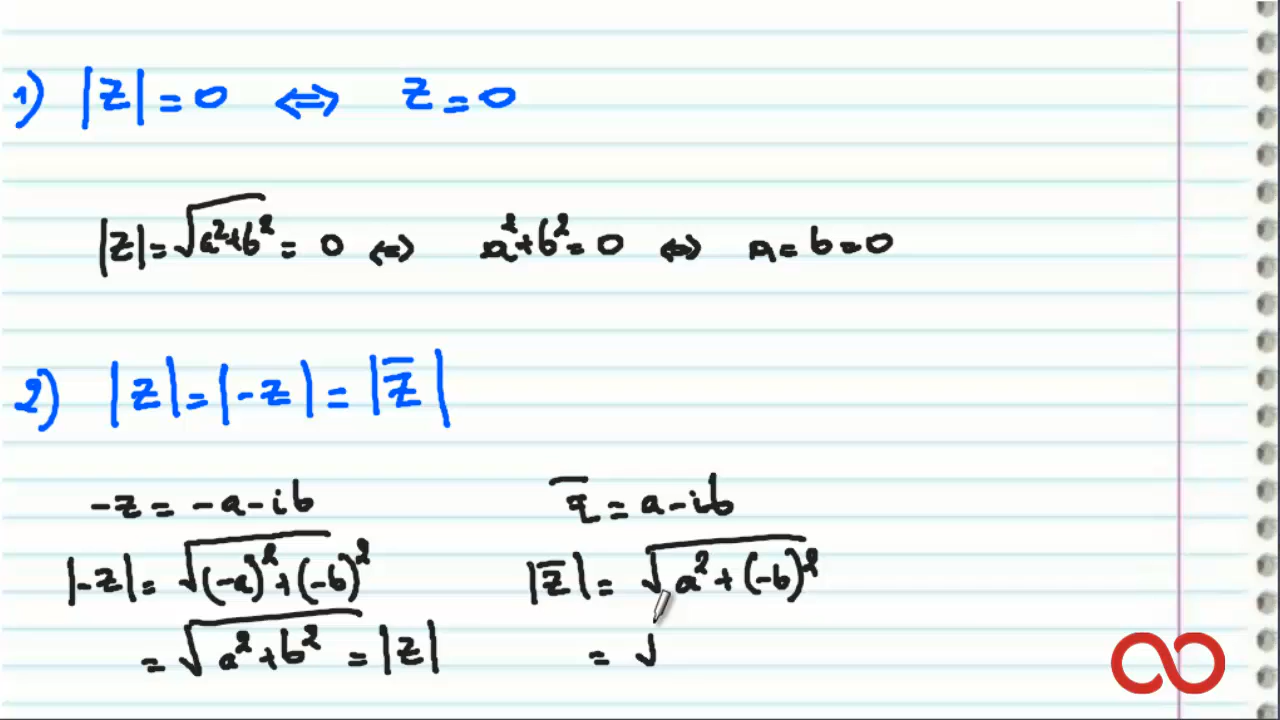 1) |Z| = 0 ⇔ Z = 0
|Z| = √(a²+b²) = 0 ⇔ a²+b² = 0 ⇔ a = b = 0
2) |Z| = |-Z| = |Z̅|
-Z = -a-ib z̅ = a-ib
|-Z| = √((-a)²+(-b)²) |Z̅| = √(a²+(-b)²)
= √(a²+b²) = |Z| = √